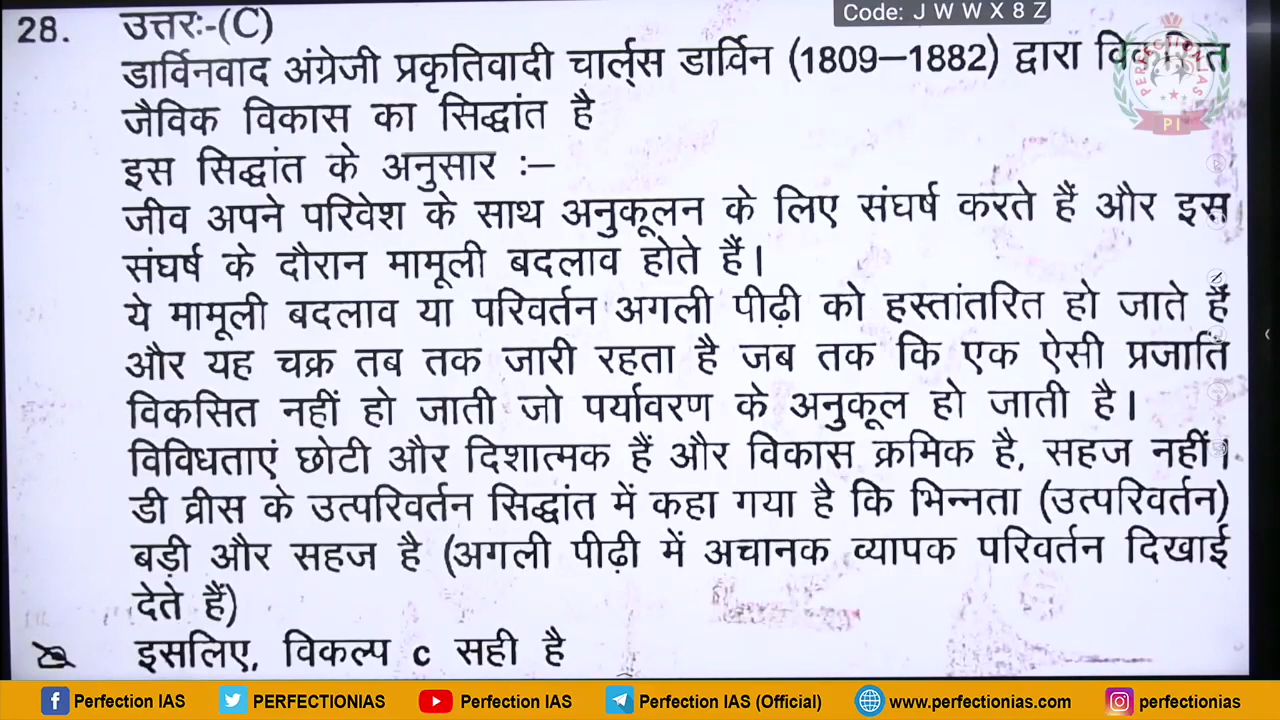 Code: J W W X 8 Z
28. उत्तरः-(C)
डार्विनवाद अंग्रेजी प्रकृतिवादी चार्ल्स डार्विन (1809—1882) द्वारा विकसित
जैविक विकास का सिद्धांत है
इस सिद्धांत के अनुसार :—
जीव अपने परिवेश के साथ अनुकूलन के लिए संघर्ष करते हैं और इस
संघर्ष के दौरान मामूली बदलाव होते हैं।
ये मामूली बदलाव या परिवर्तन अगली पीढ़ी को हस्तांतरित हो जाते हैं
और यह चक्र तब तक जारी रहता है जब तक कि एक ऐसी प्रजाति
विकसित नहीं हो जाती जो पर्यावरण के अनुकूल हो जाती है।
विविधताएं छोटी और दिशात्मक हैं और विकास क्रमिक है, सहज नहीं।
डी व्रीस के उत्परिवर्तन सिद्धांत में कहा गया है कि भिन्नता (उत्परिवर्तन)
बड़ी और सहज है (अगली पीढ़ी में अचानक व्यापक परिवर्तन दिखाई
देते हैं)
इसलिए, विकल्प c सही है
PERFECTION IAS
PI
Perfection IAS PERFECTIONIAS Perfection IAS Perfection IAS (Official) www.perfectionias.com perfectionias